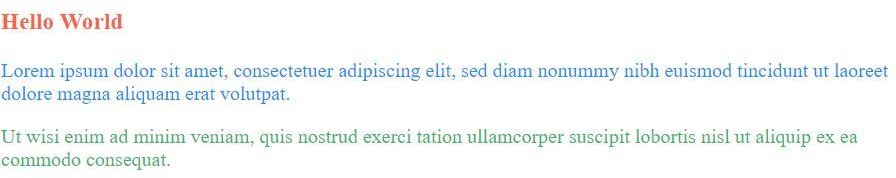 Hello World
Lorem ipsum dolor sit amet, consectetuer adipiscing elit, sed diam nonummy nibh euismod tincidunt ut laoreet
dolore magna aliquam erat volutpat.
Ut wisi enim ad minim veniam, quis nostrud exerci tation ullamcorper suscipit lobortis nisl ut aliquip ex ea
commodo consequat.